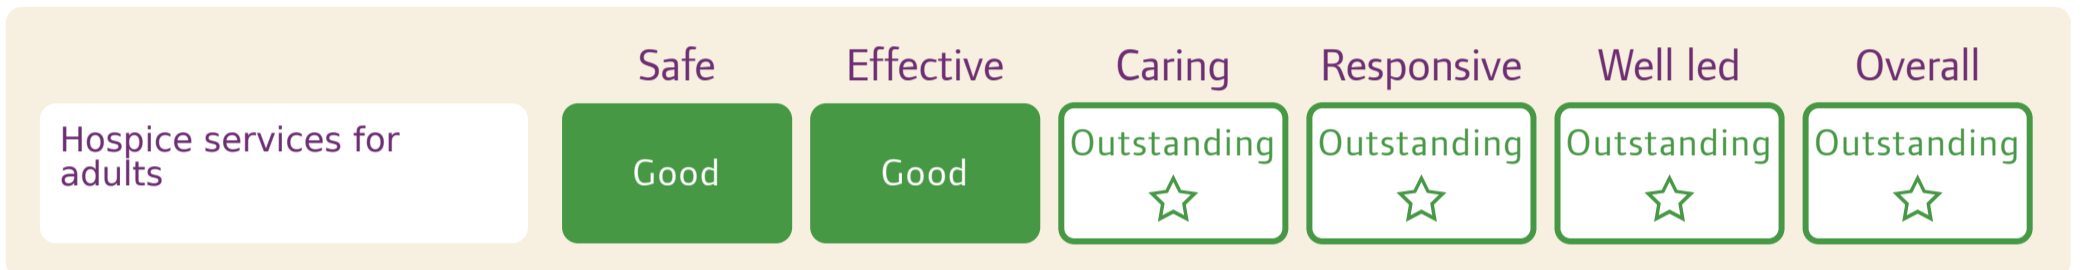 Safe Effective Caring Responsive Well led Overall
Hospice services for
adults
Good Good Outstanding Outstanding Outstanding Outstanding